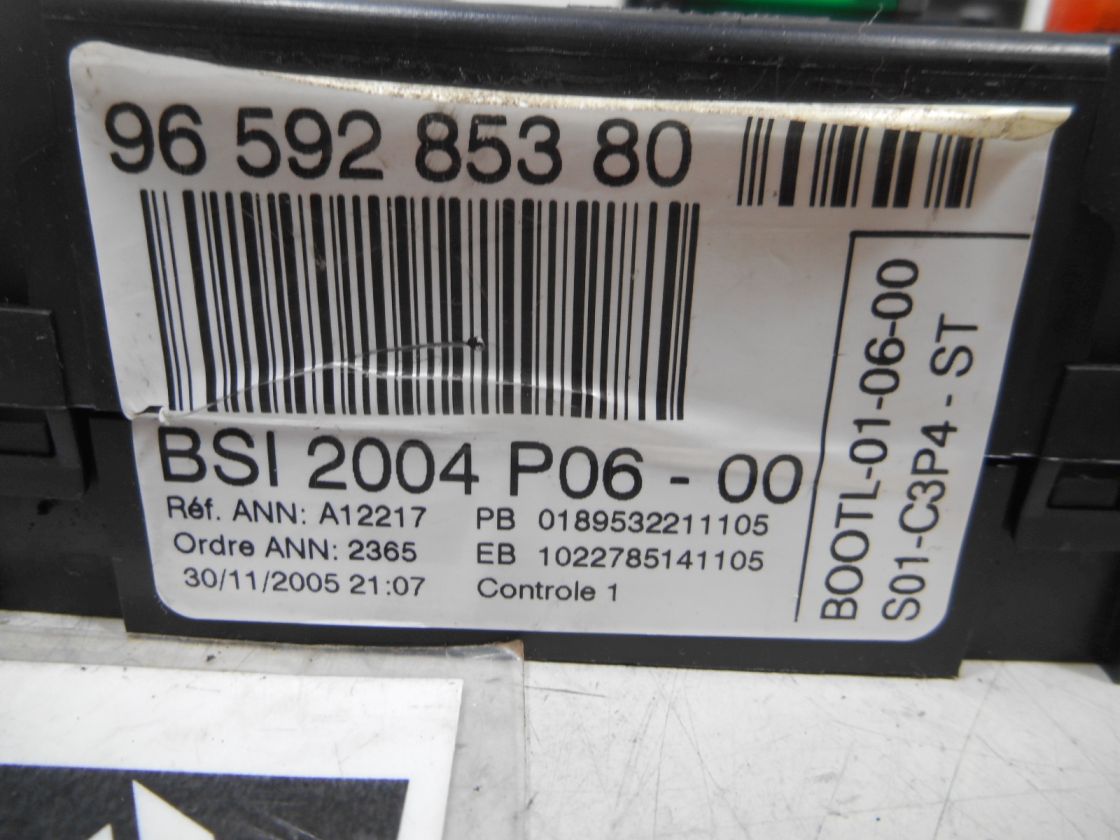 96 592 853 80
BSI 2004 P06 - 00
Réf. ANN: A12217
Ordre ANN: 2365
30/11/2005 21:07
PB 0189532211105
EB 1022785141105
Controle 1
BOOTL-01-06-00
S01-C3P4 - ST